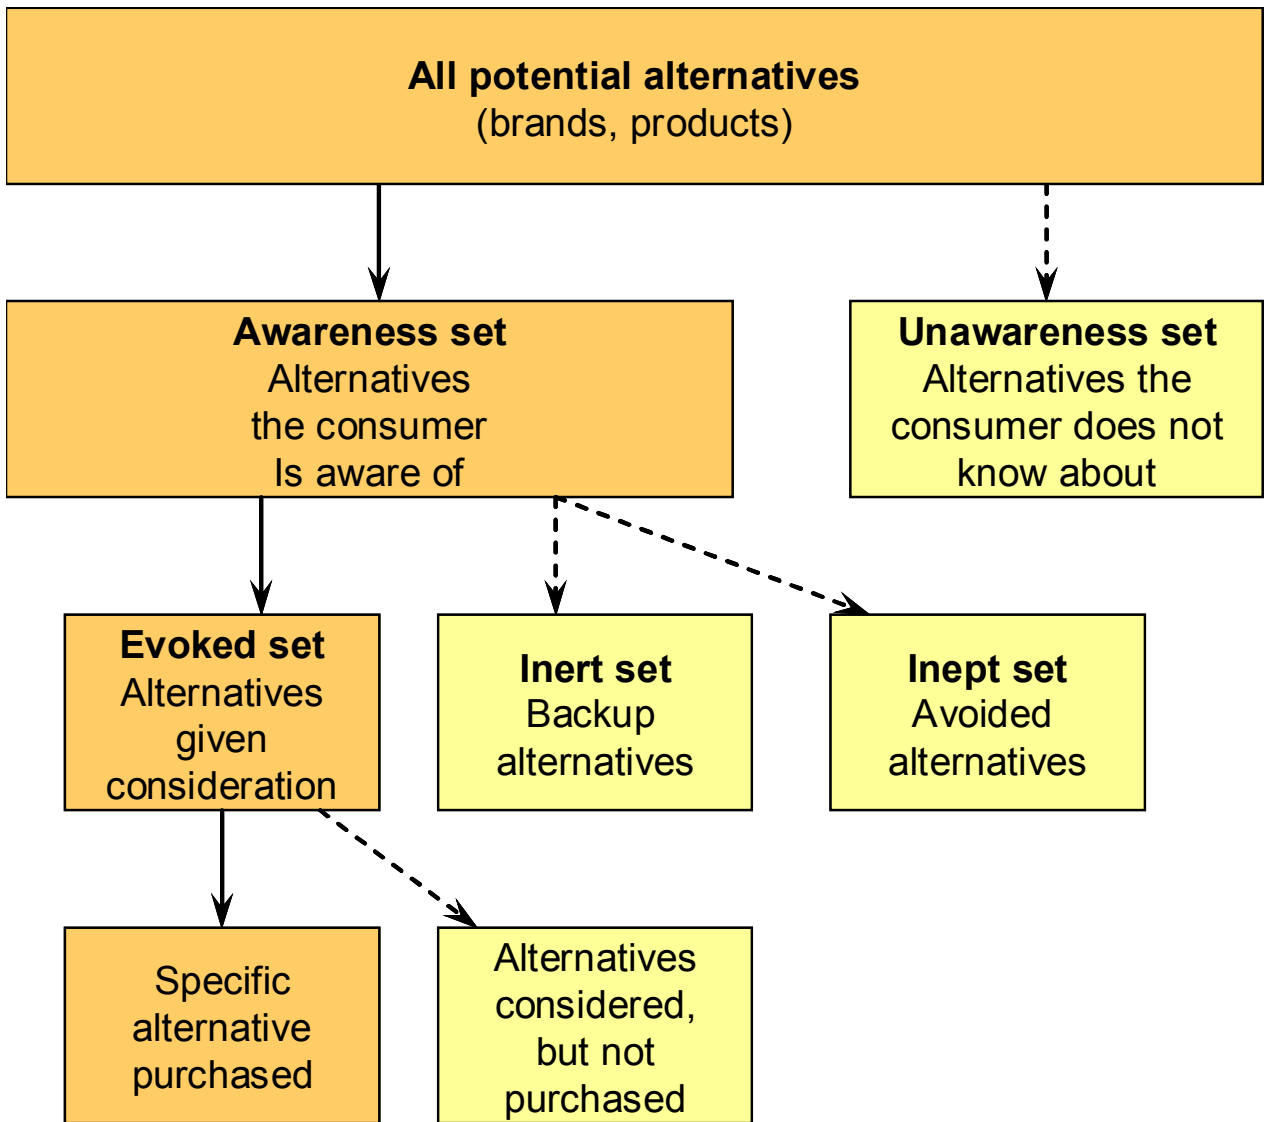 All potential alternatives
(brands, products)
Awareness set
Alternatives
the consumer
Is aware of
Unawareness set
Alternatives the
consumer does not
know about
Evoked set
Alternatives
given
consideration
Inert set
Backup
alternatives
Inept set
Avoided
alternatives
Specific
alternative
purchased
Alternatives
considered,
but not
purchased